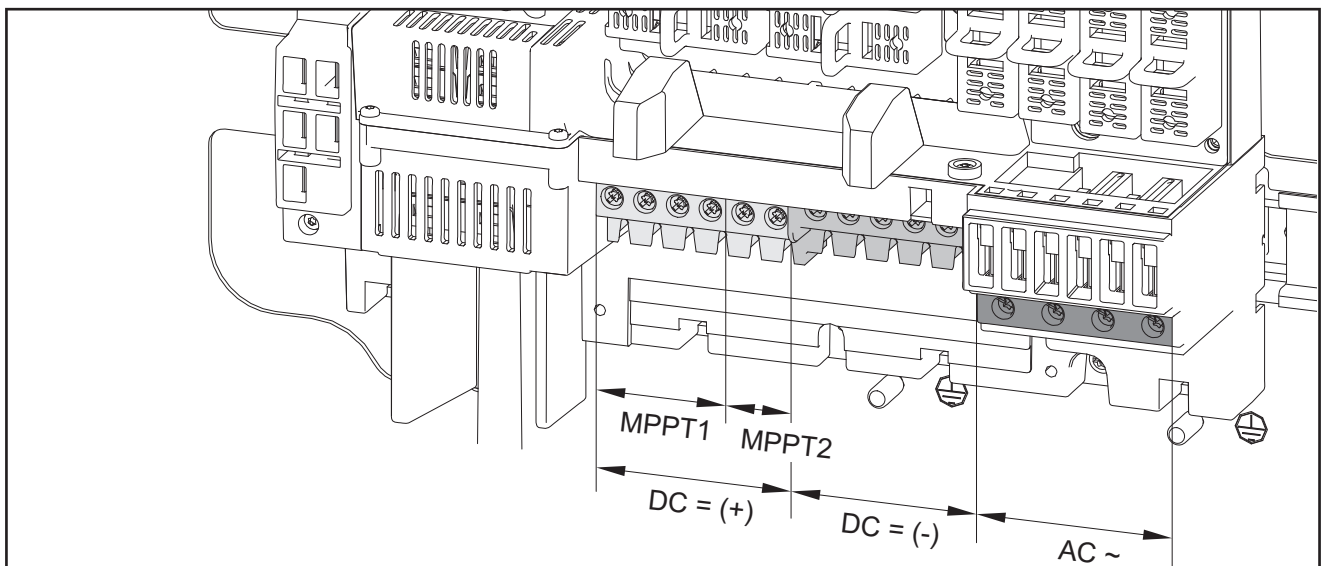 MPPT1
MPPT2
DC = (+)
DC = (-)
AC ~